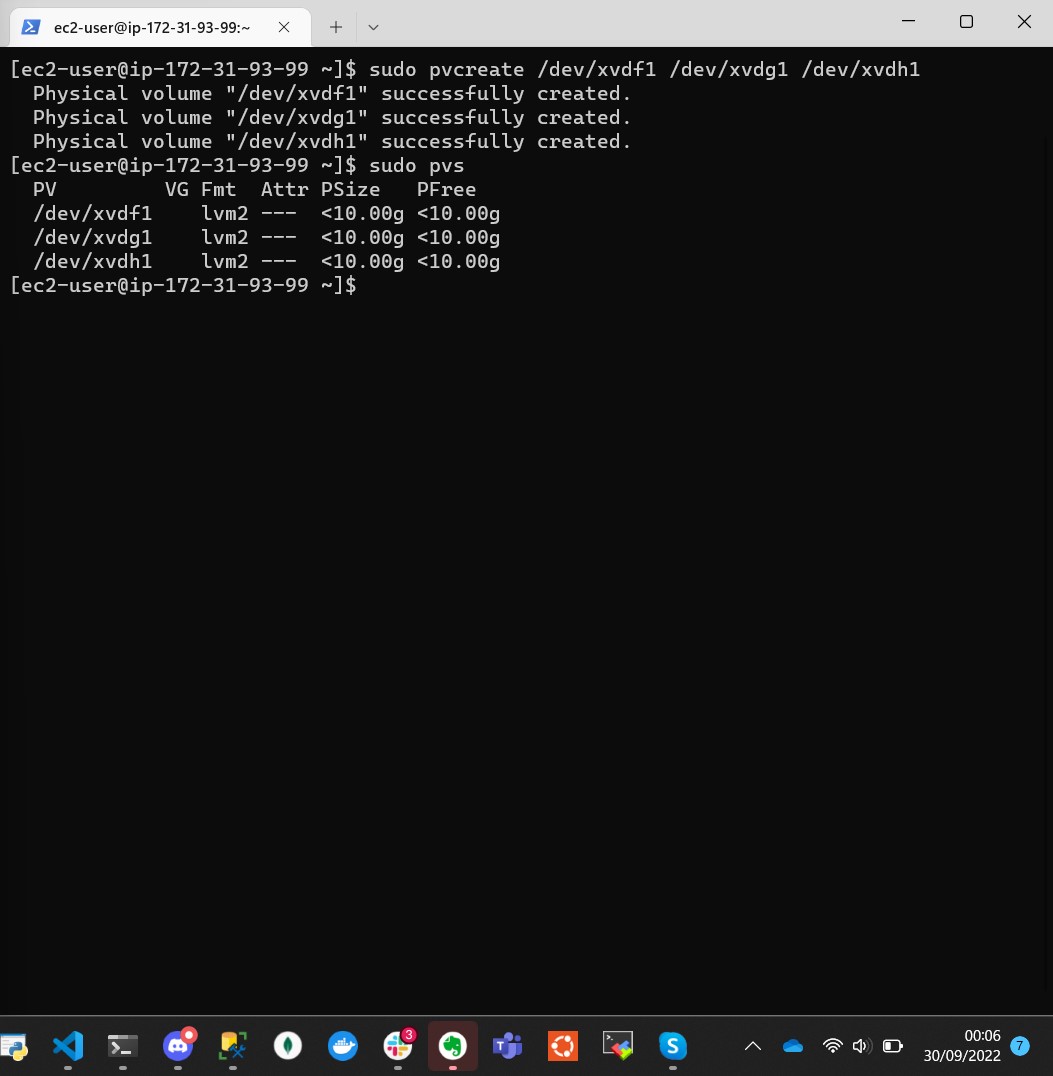 ec2-user@ip-172-31-93-99:~
[ec2-user@ip-172-31-93-99 ~]$ sudo pvcreate /dev/xvdf1 /dev/xvdg1 /dev/xvdh1
  Physical volume "/dev/xvdf1" successfully created.
  Physical volume "/dev/xvdg1" successfully created.
  Physical volume "/dev/xvdh1" successfully created.
[ec2-user@ip-172-31-93-99 ~]$ sudo pvs
  PV         VG Fmt  Attr PSize   PFree
  /dev/xvdf1    lvm2 ---  <10.00g <10.00g
  /dev/xvdg1    lvm2 ---  <10.00g <10.00g
  /dev/xvdh1    lvm2 ---  <10.00g <10.00g
[ec2-user@ip-172-31-93-99 ~]$
3
00:06
30/09/2022
7